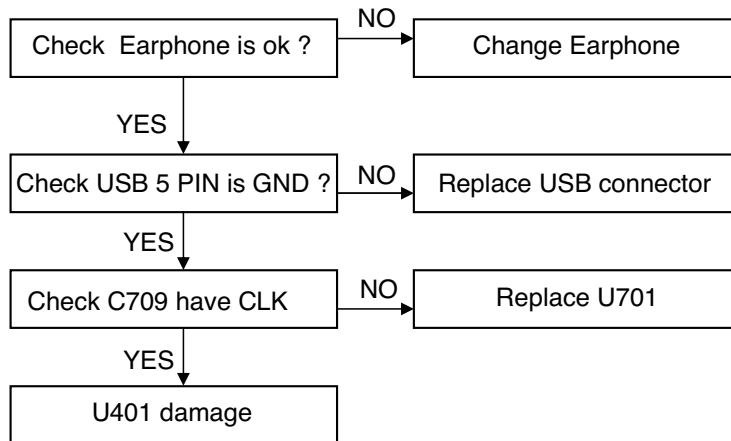 Check Earphone is ok ?
NO
Change Earphone
YES
Check USB 5 PIN is GND ?
NO
Replace USB connector
YES
Check C709 have CLK
NO
Replace U701
YES
U401 damage